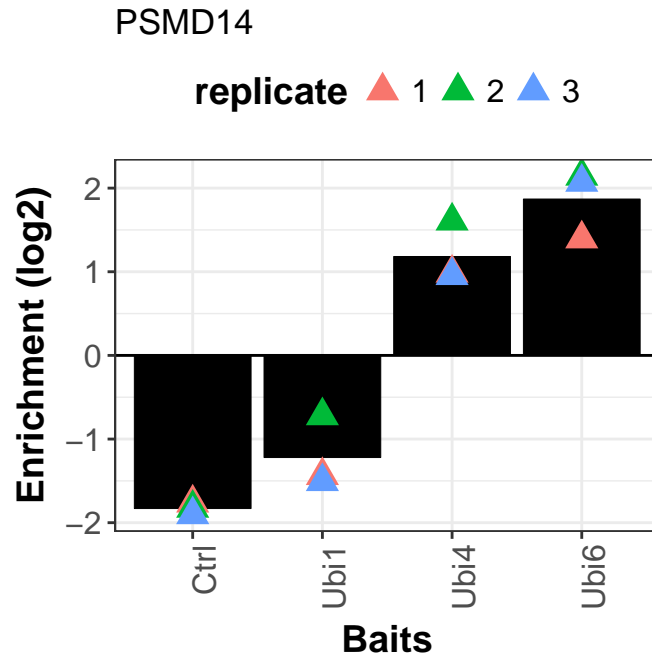 PSMD14
replicate 1 2 3
Enrichment (log2)
2
1
0
−1
−2
Ctrl
Ubi1
Ubi4
Ubi6
Baits